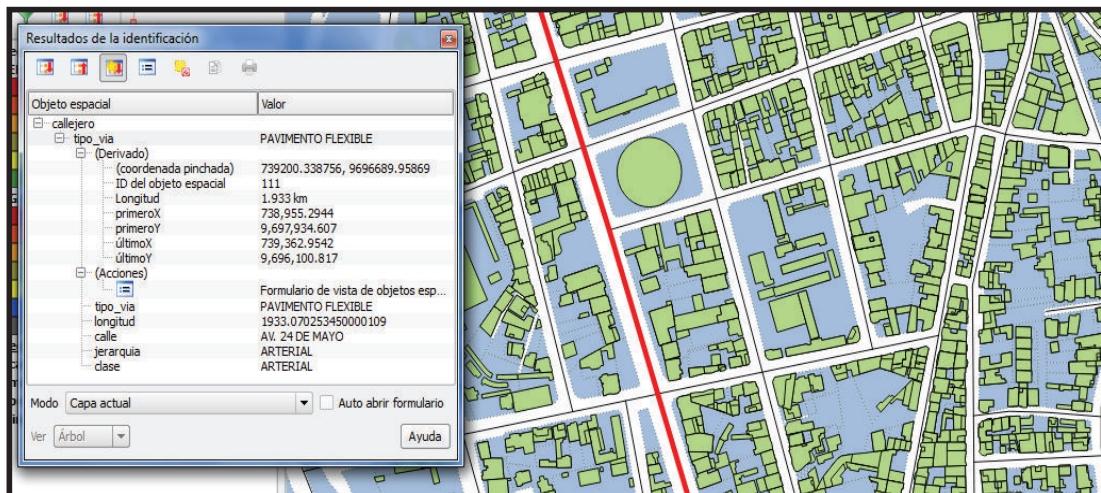 Resultados de la identificación
Objeto espacial Valor
callejero
tipo_via PAVIMENTO FLEXIBLE
(Derivado)
(coordenada pinchada) 739200.338756, 9696689.95869
ID del objeto espacial 111
Longitud 1.933 km
primeroX 738,955.2944
primeroY 9,697,934.607
últimoX 739,362.9542
últimoY 9,696,100.817
(Acciones)
Formulario de vista de objetos esp...
tipo_via PAVIMENTO FLEXIBLE
longitud 1933.070253450000109
calle AV. 24 DE MAYO
jerarquia ARTERIAL
clase ARTERIAL
Modo Capa actual Auto abrir formulario
Ver Árbol Ayuda